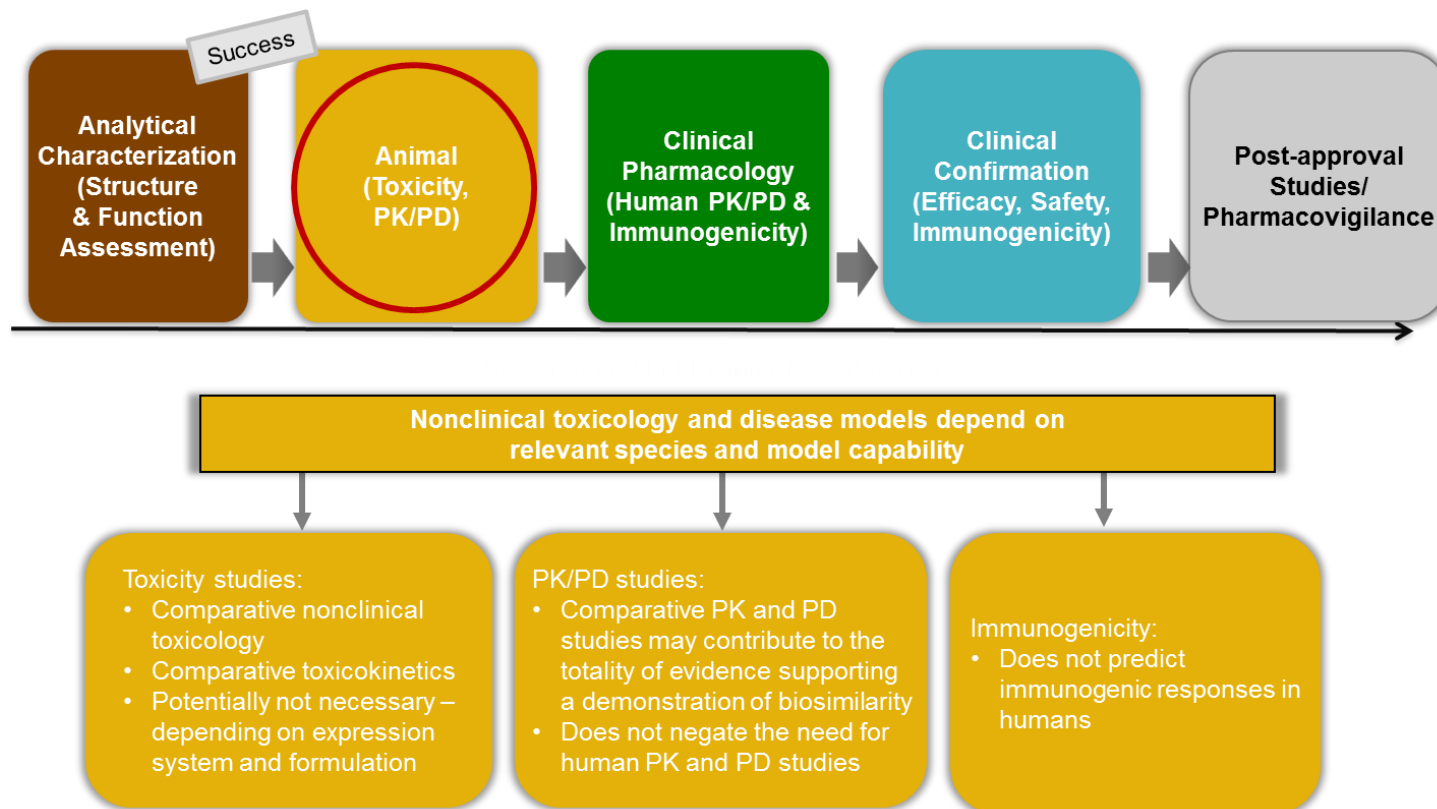 Success
Analytical
Characterization
(Structure
& Function
Assessment)
Animal
(Toxicity,
PK/PD)
Clinical
Pharmacology
(Human PK/PD &
Immunogenicity)
Clinical
Confirmation
(Efficacy, Safety,
Immunogenicity)
Post-approval
Studies/
Pharmacovigilance
Nonclinical toxicology and disease models depend on
relevant species and model capability
Toxicity studies:
• Comparative nonclinical
toxicology
• Comparative toxicokinetics
• Potentially not necessary –
depending on expression
system and formulation
PK/PD studies:
• Comparative PK and PD
studies may contribute to the
totality of evidence supporting
a demonstration of biosimilarity
• Does not negate the need for
human PK and PD studies
Immunogenicity:
• Does not predict
immunogenic responses in
humans